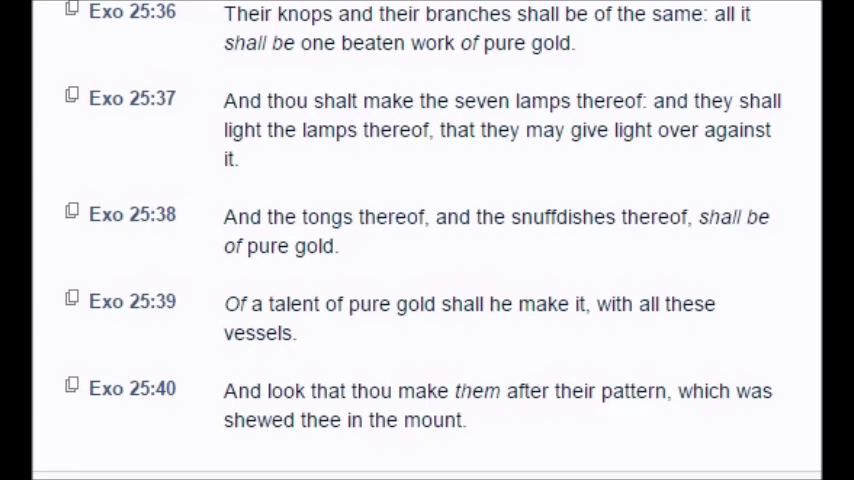 Exo 25:36 Their knops and their branches shall be of the same: all it
shall be one beaten work of pure gold.
Exo 25:37 And thou shalt make the seven lamps thereof: and they shall
light the lamps thereof, that they may give light over against
it.
Exo 25:38 And the tongs thereof, and the snuffdishes thereof, shall be
of pure gold.
Exo 25:39 Of a talent of pure gold shall he make it, with all these
vessels.
Exo 25:40 And look that thou make them after their pattern, which was
shewed thee in the mount.